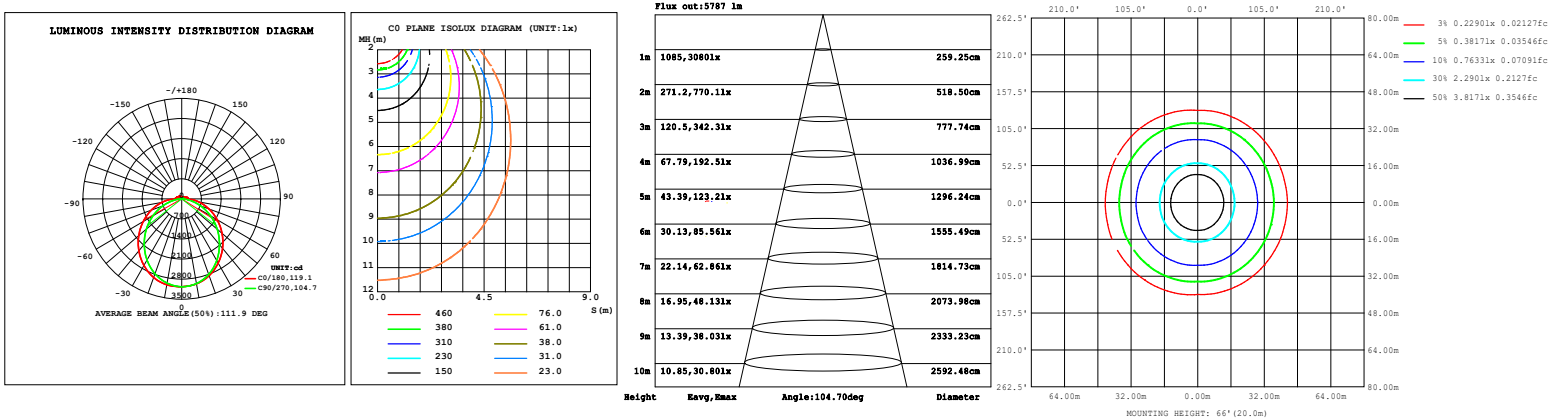 LUMINOUS INTENSITY DISTRIBUTION DIAGRAM
-/+180
-150 150
-120 120
-90 90
-60 60
-30 30
0
0
700
1400
2100
2800
3500
UNIT:cd
C0/180,119.1
C90/270,104.7
AVERAGE BEAM ANGLE(50%):111.9 DEG
C0 PLANE ISOLUX DIAGRAM (UNIT:lx)
MH(m)
2
3
4
5
6
7
8
9
10
11
12
0.0 4.5 9.0
S(m)
460 76.0
380 61.0
310 38.0
230 31.0
150 23.0
Flux out:5787 lm
1m 1085,3080lx 259.25cm
2m 271.2,770.1lx 518.50cm
3m 120.5,342.3lx 777.74cm
4m 67.79,192.5lx 1036.99cm
5m 43.39,123.2lx 1296.24cm
6m 30.13,85.56lx 1555.49cm
7m 22.14,62.86lx 1814.73cm
8m 16.95,48.13lx 2073.98cm
9m 13.39,38.03lx 2333.23cm
10m 10.85,30.80lx 2592.48cm
Height Eavg,Emax Angle:104.70deg Diameter
210.0' 105.0' 0.0' 105.0' 210.0'
262.5' 80.00m
210.0' 64.00m
157.5' 48.00m
105.0' 32.00m
52.5' 16.00m
0.0' 0.00m
52.5' 16.00m
105.0' 32.00m
157.5' 48.00m
210.0' 64.00m
262.5' 80.00m
64.00m 32.00m 0.00m 32.00m 64.00m
MOUNTING HEIGHT: 66'(20.0m)
3% 0.2290lx 0.02127fc
5% 0.3817lx 0.03546fc
10% 0.7633lx 0.07091fc
30% 2.290lx 0.2127fc
50% 3.817lx 0.3546fc